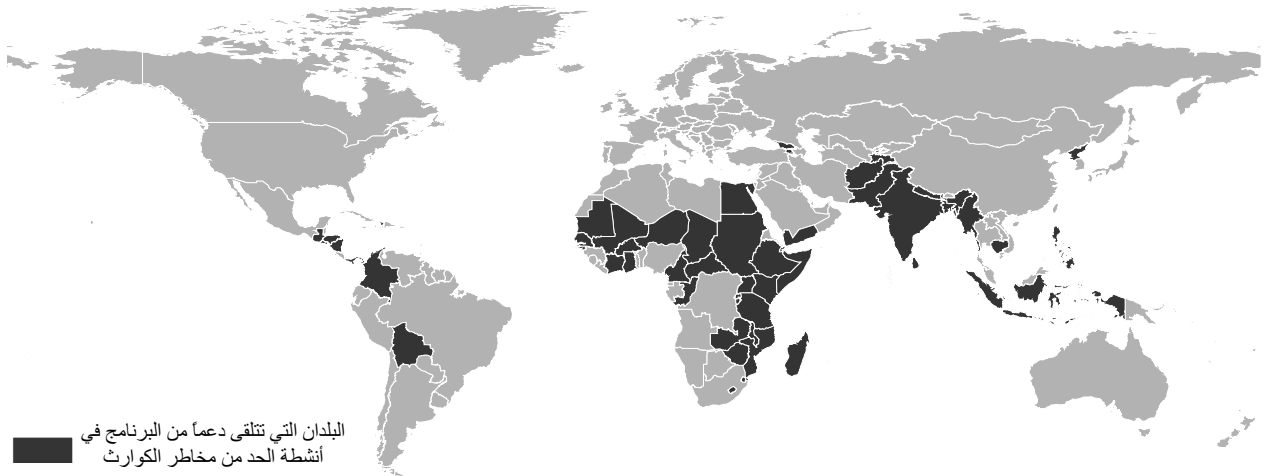 البلدان التي تتلقى دعماً من البرنامج في
أنشطة الحد من مخاطر الكوارث